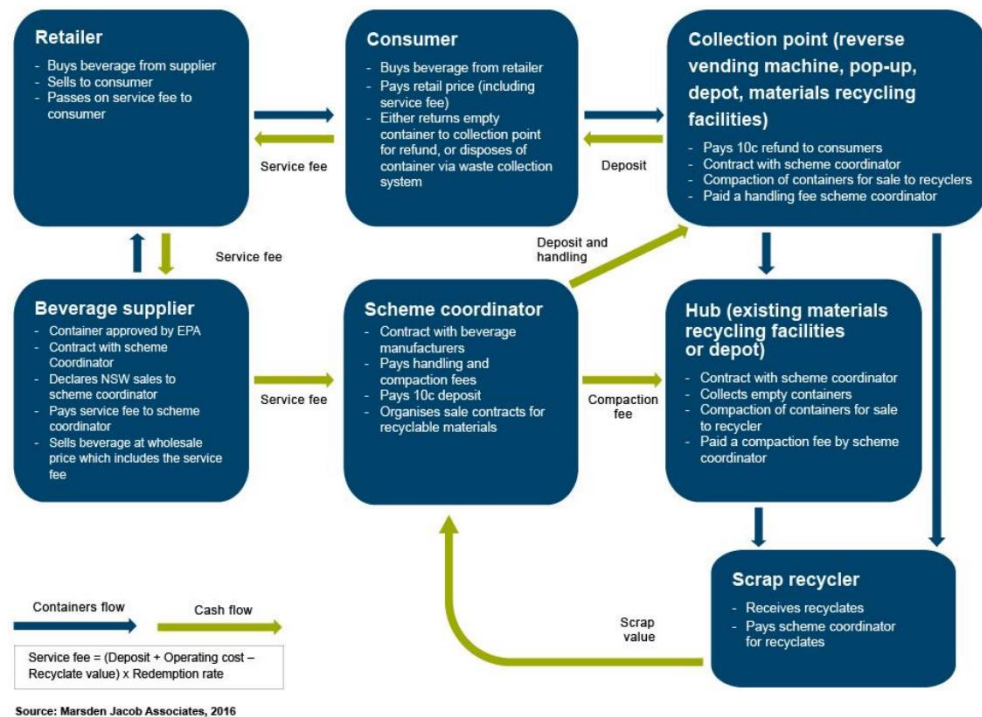 Retailer
- Buys beverage from supplier
- Sells to consumer
- Passes on service fee to
consumer
Service fee
Consumer
- Buys beverage from retailer
- Pays retail price (including
service fee)
- Either returns empty
container to collection point
for refund, or disposes of
container via waste collection
system
Deposit
Collection point (reverse
vending machine, pop-up,
depot, materials recycling
facilities)
- Pays 10c refund to consumers
- Contract with scheme coordinator
- Compaction of containers for sale to recyclers
- Paid a handling fee scheme coordinator
Service fee
Deposit and
handling
Beverage supplier
- Container approved by EPA
- Contract with scheme
Coordinator
- Declares NSW sales to
scheme coordinator
- Pays service fee to scheme
coordinator
- Sells beverage at wholesale
price which includes the service
fee
Service fee
Scheme coordinator
- Contract with beverage
manufacturers
- Pays handling and
compaction fees
- Pays 10c deposit
- Organises sale contracts for
recyclable materials
Compaction
fee
Hub (existing materials
recycling facilities
or depot)
- Contract with scheme coordinator
- Collects empty containers
- Compaction of containers for sale
to recycler
- Paid a compaction fee by scheme
coordinator
Scrap recycler
- Receives recyclates
- Pays scheme coordinator
for recyclates
Scrap
value
Containers flow
Cash flow
Service fee = (Deposit + Operating cost –
Recyclate value) x Redemption rate
Source: Marsden Jacob Associates, 2016